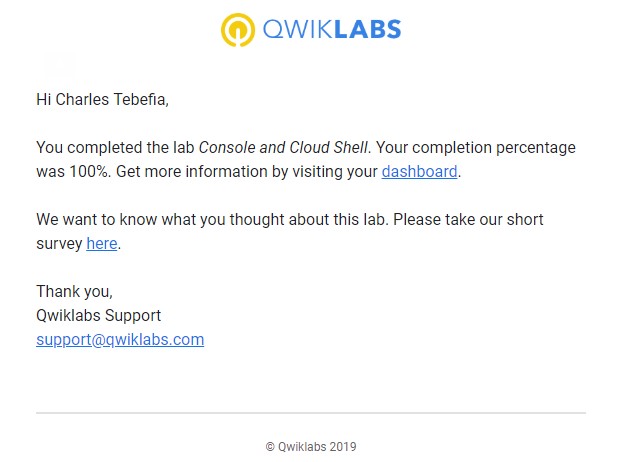 QWIKLABS
Hi Charles Tebefia,
You completed the lab Console and Cloud Shell. Your completion percentage
was 100%. Get more information by visiting your dashboard.
We want to know what you thought about this lab. Please take our short
survey here.
Thank you,
Qwiklabs Support
support@qwiklabs.com
© Qwiklabs 2019